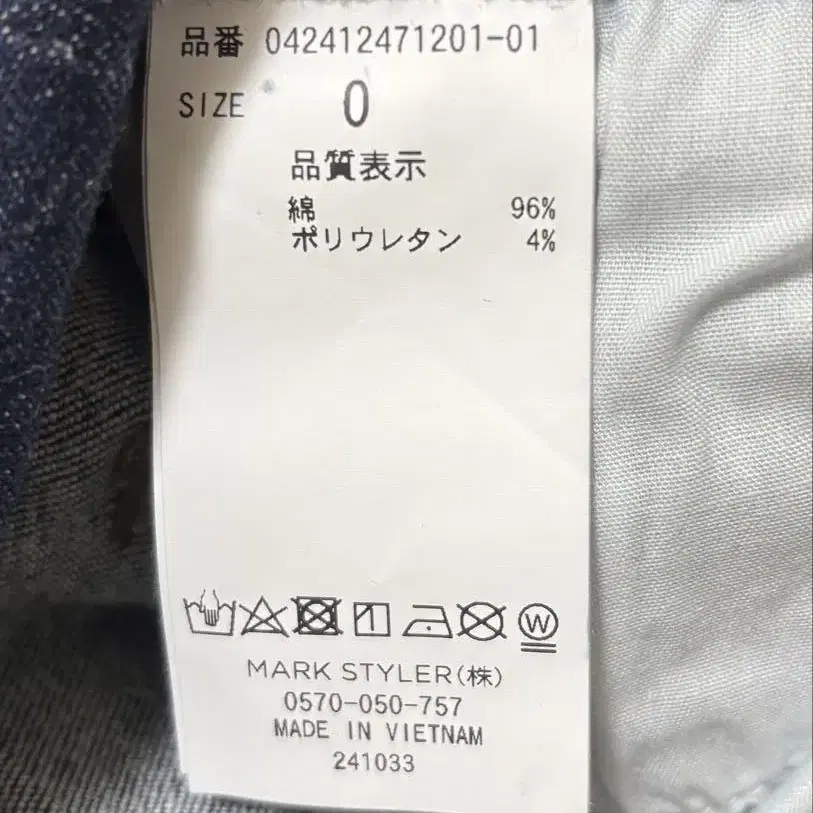 品番 042412471201-01
SIZE 0
品質表示
綿 96%
ポリウレタン 4%
W
MARK STYLER(株)
0570-050-757
MADE IN VIETNAM
241033